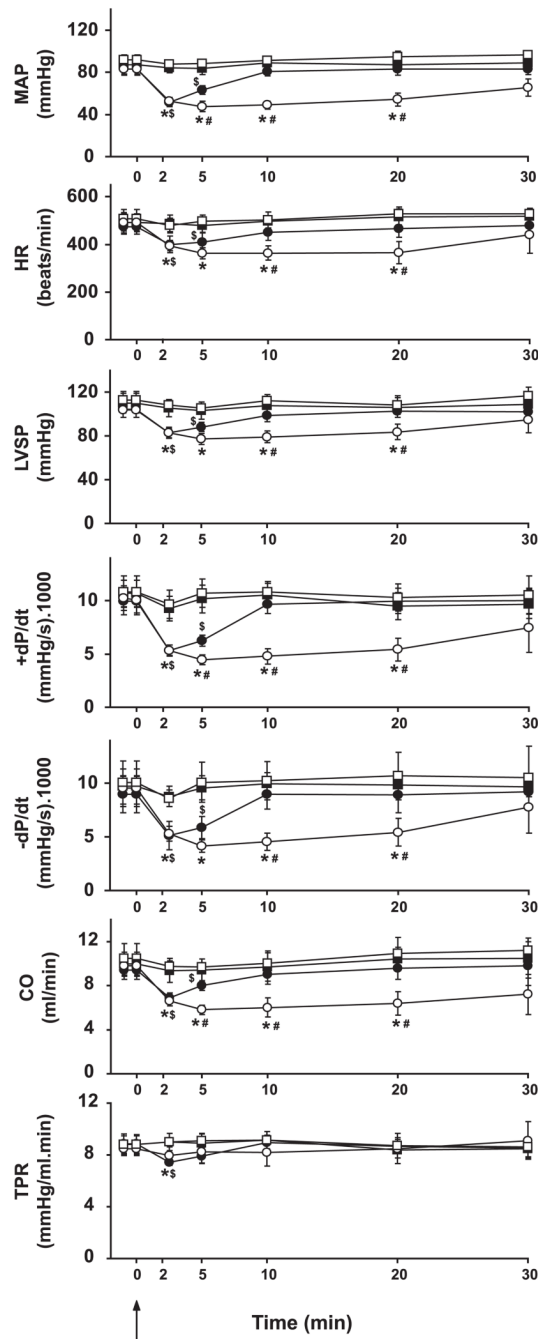 120
80
40
0
MAP
(mmHg)
$
*$
*#
*#
*#
0 2 5 10 20 30
600
400
200
0
HR
(beats/min)
$
*$
*
*#
*#
0 2 5 10 20 30
120
80
40
0
LVSP
(mmHg)
$
*$
*
*#
*#
0 2 5 10 20 30
10
5
0
+dP/dt
(mmHg/s).1000
$
*$
*#
*#
*#
0 2 5 10 20 30
10
5
0
-dP/dt
(mmHg/s).1000
$
*$
*
*#
*#
0 2 5 10 20 30
12
8
4
0
CO
(ml/min)
$
*$
*#
*#
*#
0 2 5 10 20 30
12
8
4
0
TPR
(mmHg/ml.min)
*$
0 2 5 10 20 30
Time (min)